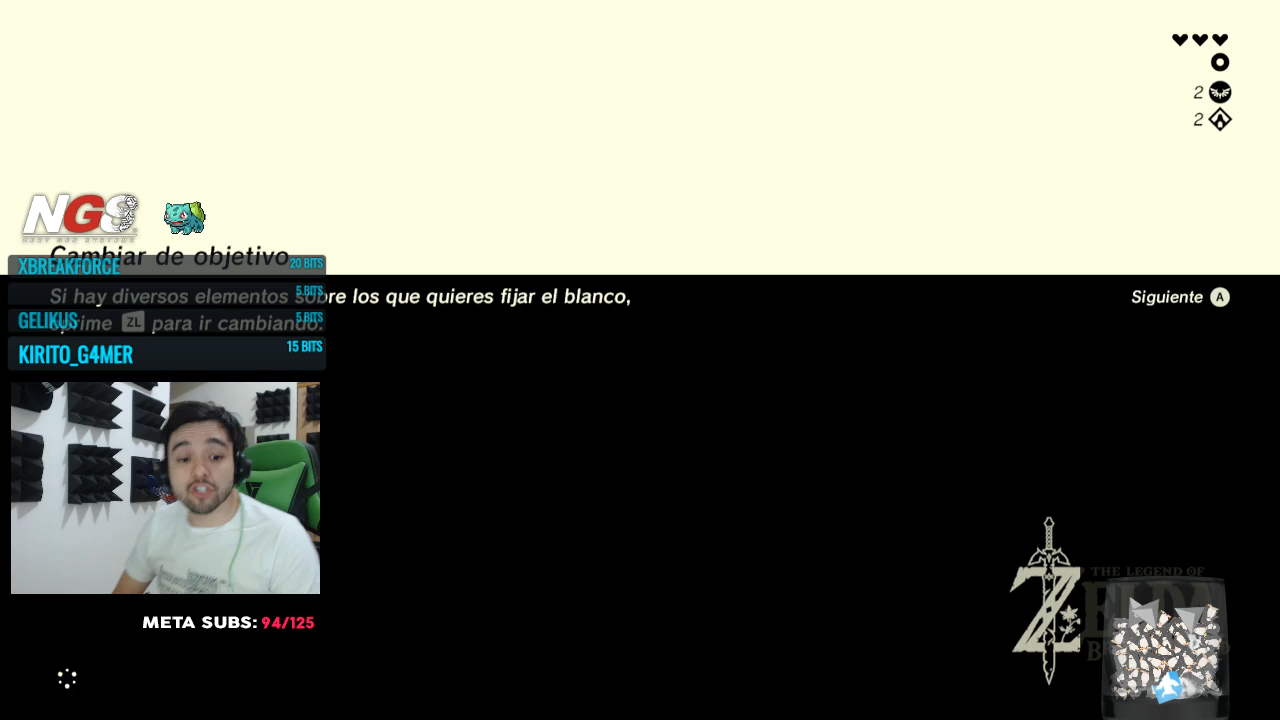 2
2
NGS
Cambiar de objetivo
XBREAKFORCE 20 BITS
5 BITS
Si hay diversos elementos sobre los que quieres fijar el blanco,
Siguiente A
GELIKUS 5 BITS
oprime ZL para ir cambiando.
KIRITO_G4MER 15 BITS
META SUBS: 94/125
THE LEGEND OF
ZELDA